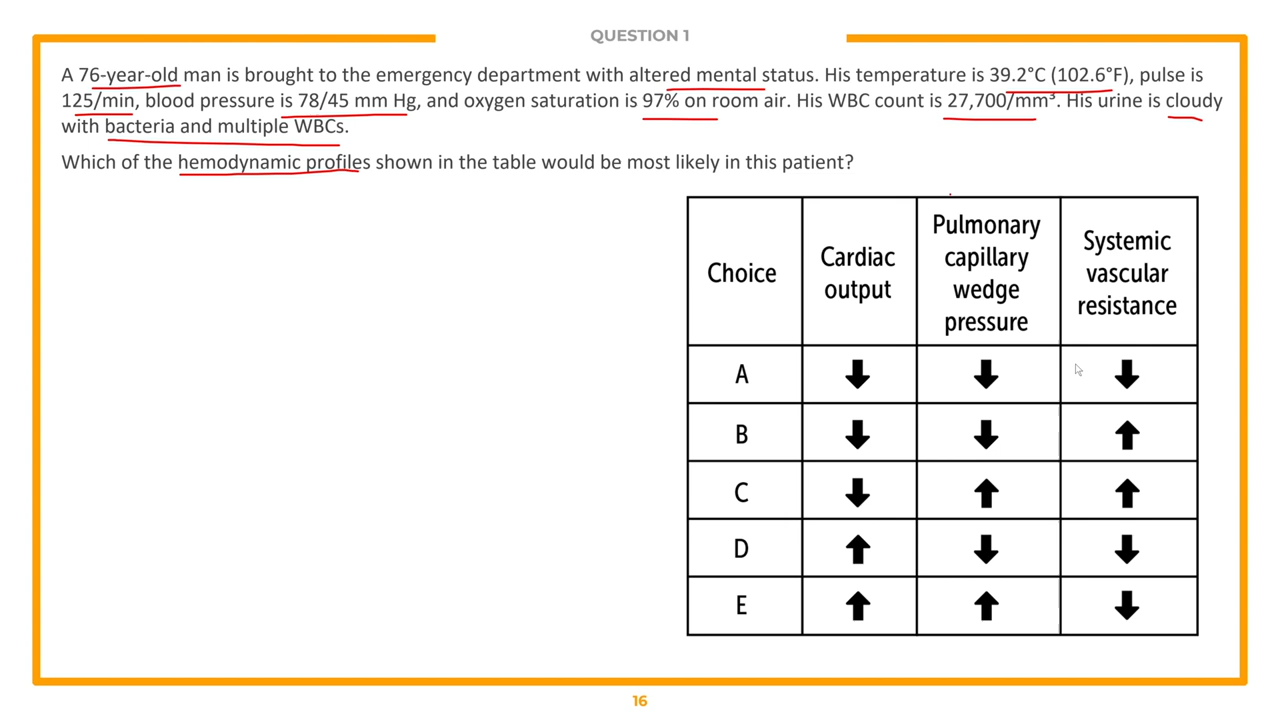 QUESTION 1
A 76-year-old man is brought to the emergency department with altered mental status. His temperature is 39.2°C (102.6°F), pulse is
125/min, blood pressure is 78/45 mm Hg, and oxygen saturation is 97% on room air. His WBC count is 27,700/mm³. His urine is cloudy
with bacteria and multiple WBCs.
Which of the hemodynamic profiles shown in the table would be most likely in this patient?
Choice
Cardiac
output
Pulmonary
capillary
wedge
pressure
Systemic
vascular
resistance
A ↓ ↓ ↓
B ↓ ↓ ↑
C ↓ ↑ ↑
D ↑ ↓ ↓
E ↑ ↑ ↓
16